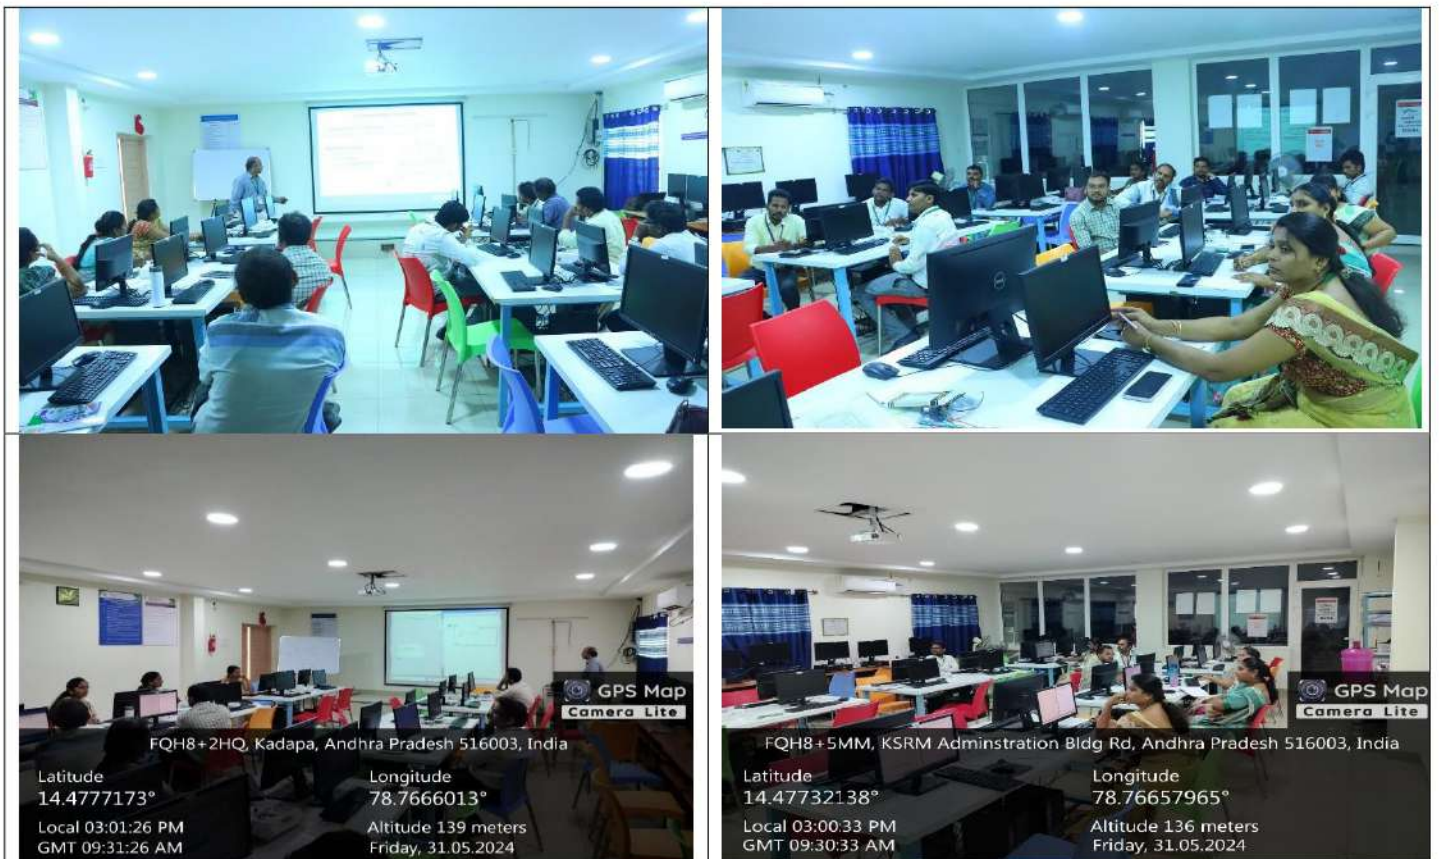 GPS Map
Camera Lite
FQH8+2HQ, Kadapa, Andhra Pradesh 516003, India
Latitude
14.4777173°
Longitude
78.7666013°
Local 03:01:26 PM
GMT 09:31:26 AM
Altitude 139 meters
Friday, 31.05.2024
GPS Map
Camera Lite
FQH8+5MM, KSRM Adminstration Bldg Rd, Andhra Pradesh 516003, India
Latitude
14.47732138°
Longitude
78.76657965°
Local 03:00:33 PM
GMT 09:30:33 AM
Altitude 136 meters
Friday, 31.05.2024